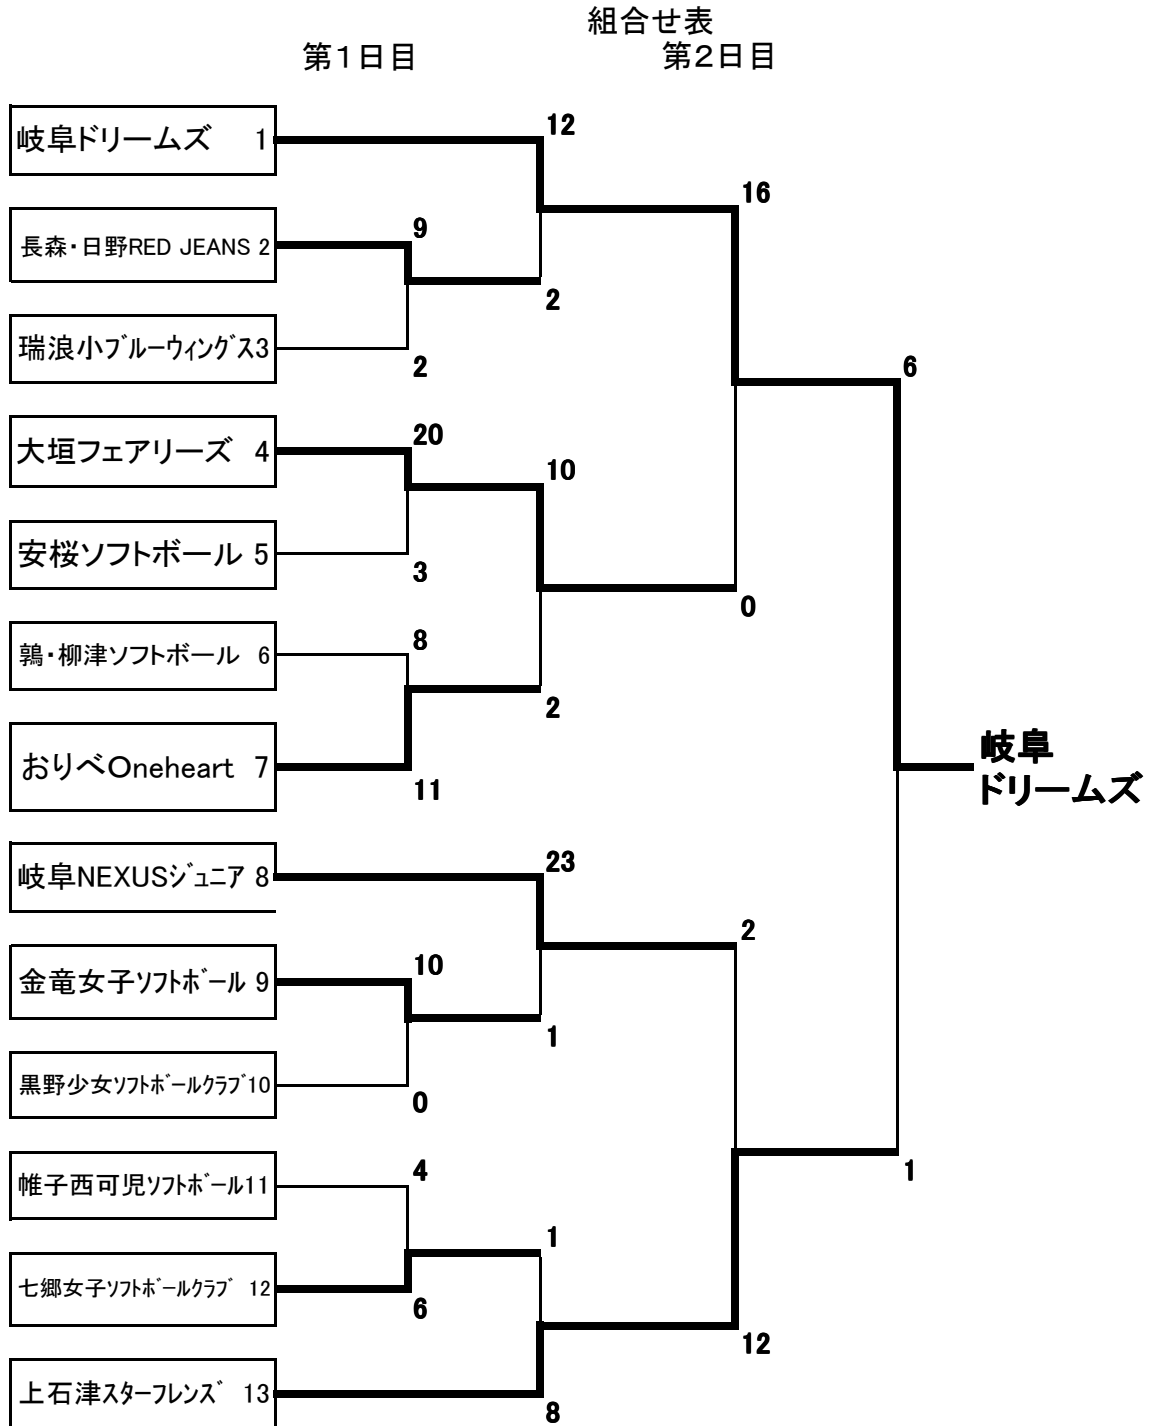 組合せ表
第1日目
第2日目
岐阜ドリームズ 1
長森・日野RED JEANS 2
瑞浪小ﾌﾞﾙｰｳｨﾝｸﾞｽ3
大垣フェアリーズ 4
安桜ソフトボール 5
鶉・柳津ソフトボール 6
おりべOneheart 7
岐阜NEXUSｼﾞｭﾆｱ 8
金竜女子ｿﾌﾄﾎﾞｰﾙ 9
黒野少女ｿﾌﾄﾎﾞｰﾙｸﾗﾌﾞ10
帷子西可児ｿﾌﾄﾎﾞｰﾙ11
七郷女子ｿﾌﾄﾎﾞｰﾙｸﾗﾌﾞ 12
上石津ｽﾀｰﾌﾚﾝｽﾞ 13
9
2
20
3
8
11
10
0
4
6
12
2
10
2
23
1
1
8
16
0
2
12
6
1
岐阜
ドリームズ